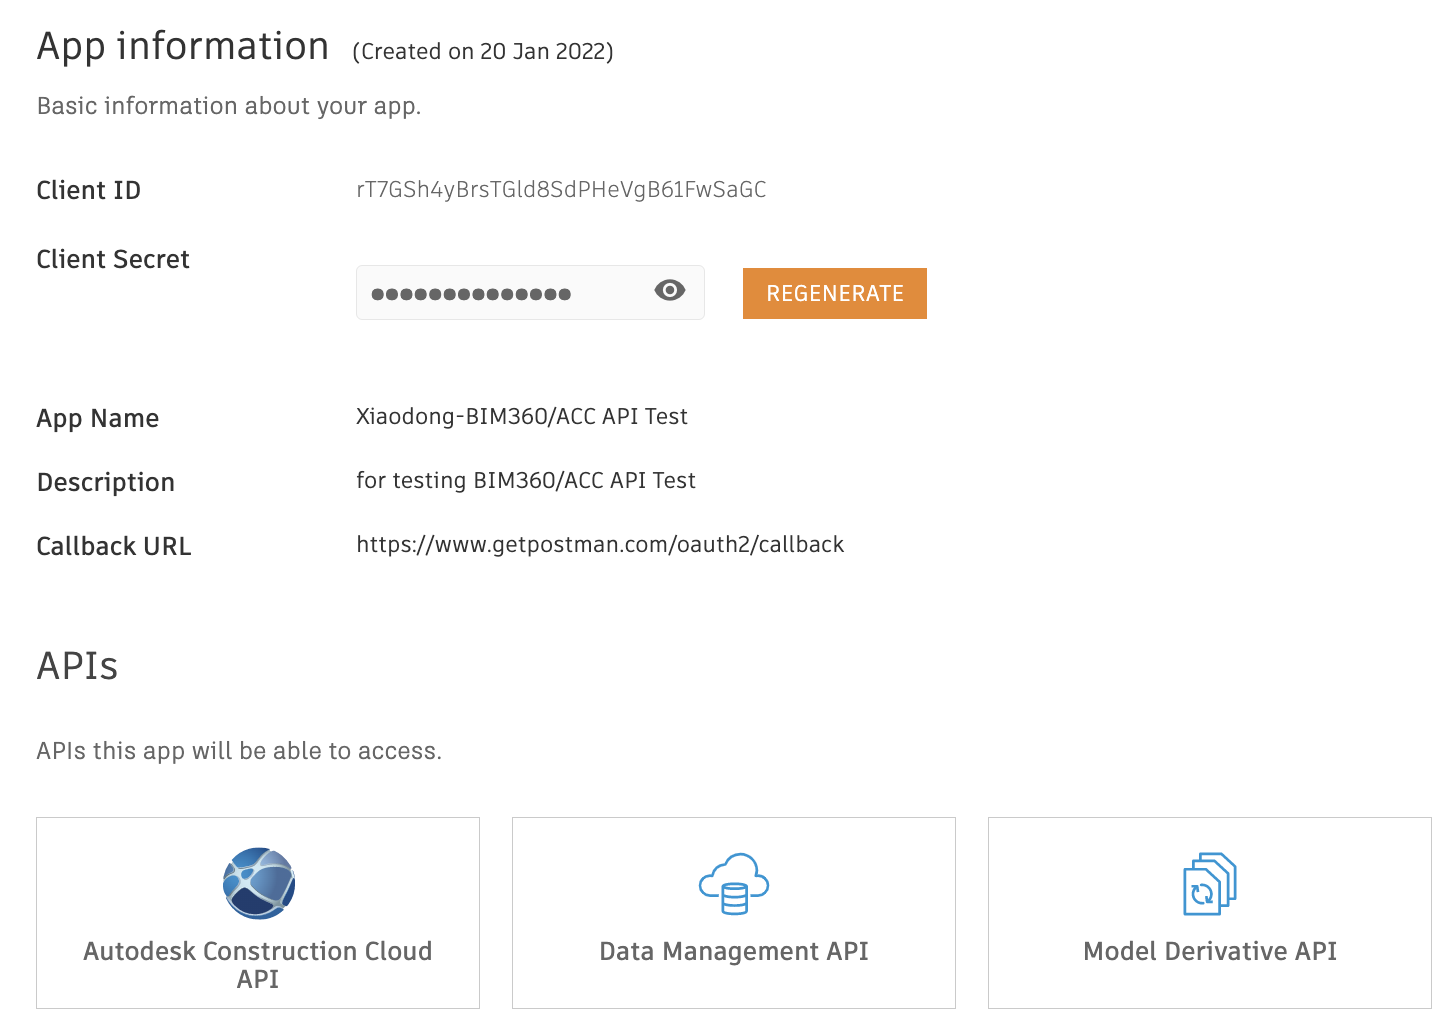 App information (Created on 20 Jan 2022)
Basic information about your app.
Client ID rT7GSh4yBrsTGld8SdPHeVgB61FwSaGC
Client Secret
●●●●●●●●●●●●●● REGENERATE
App Name Xiaodong-BIM360/ACC API Test
Description for testing BIM360/ACC API Test
Callback URL https://www.getpostman.com/oauth2/callback
APIs
APIs this app will be able to access.
Autodesk Construction Cloud
API
Data Management API
Model Derivative API